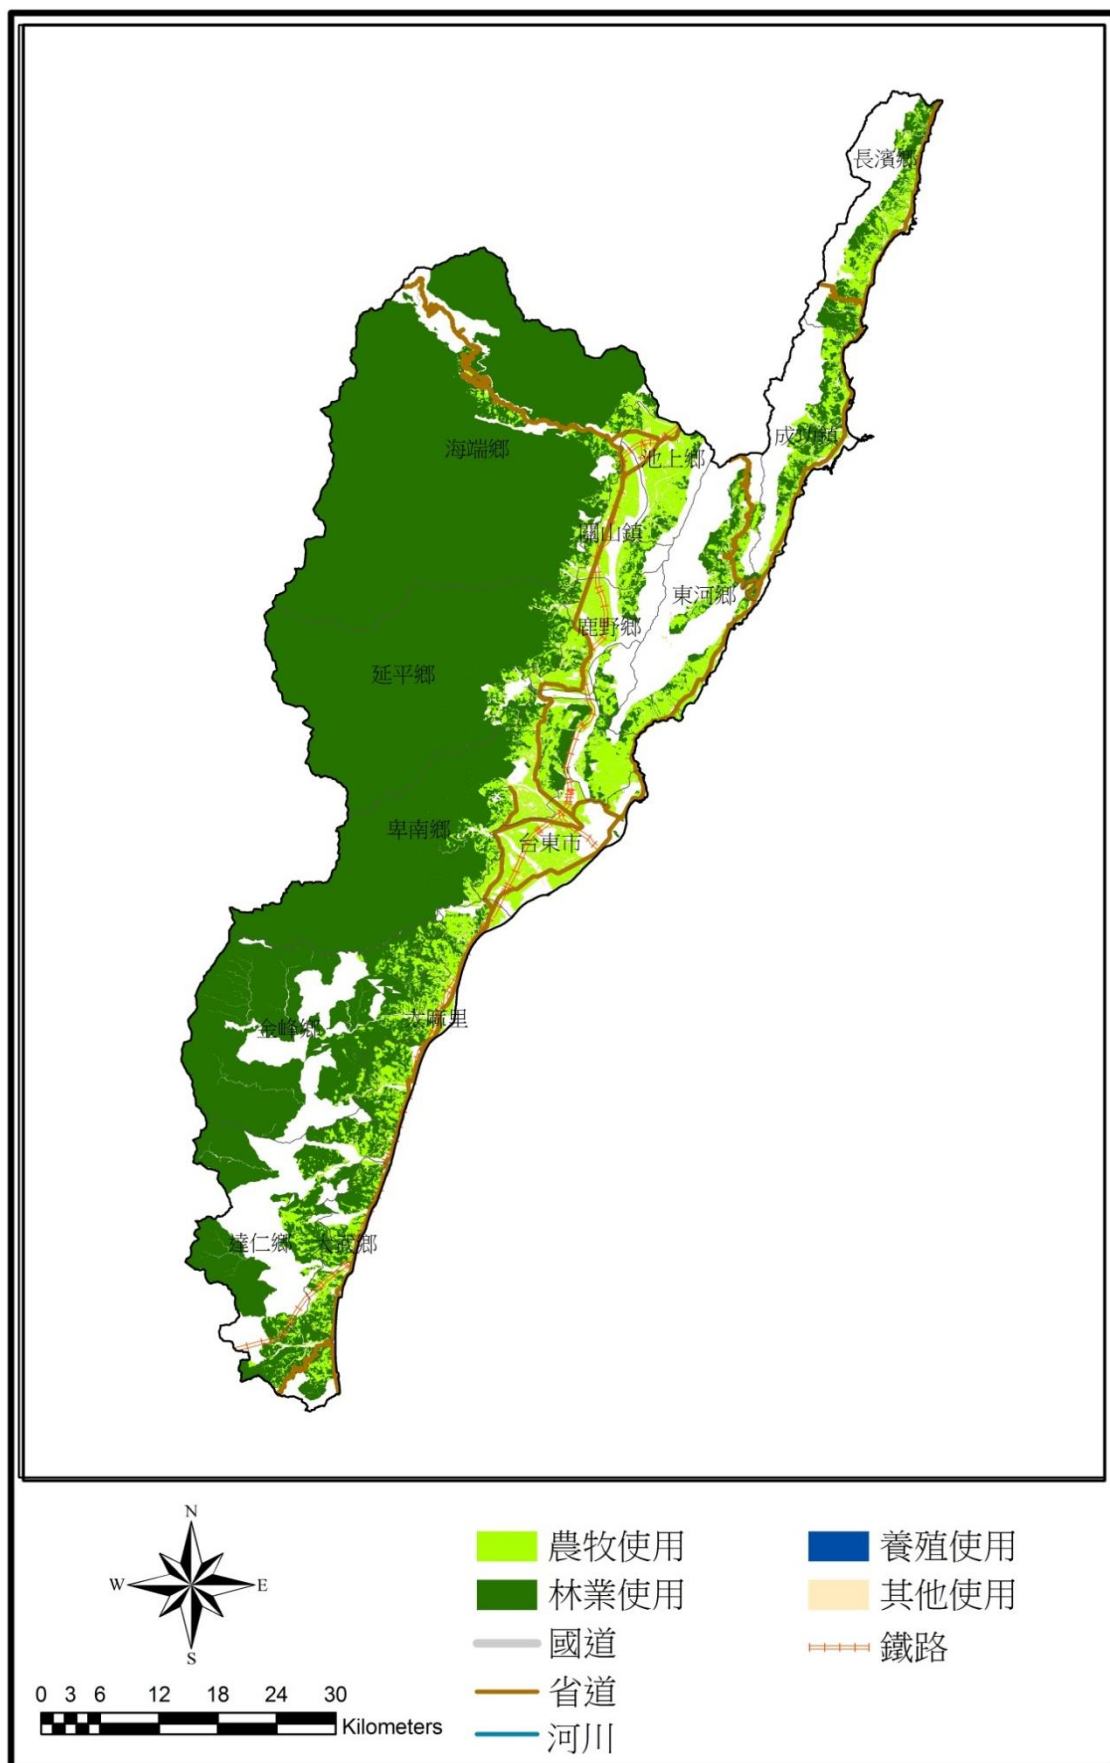 長濱鄉
成功鎮
海端鄉
池上鄉
關山鎮
東河鄉
鹿野鄉
延平鄉
卑南鄉
台東市
太麻里
金峰鄉
達仁鄉
大武鄉
N
W
E
S
0 3 6 12 18 24 30
Kilometers
農牧使用
林業使用
國道
省道
河川
養殖使用
其他使用
鐵路